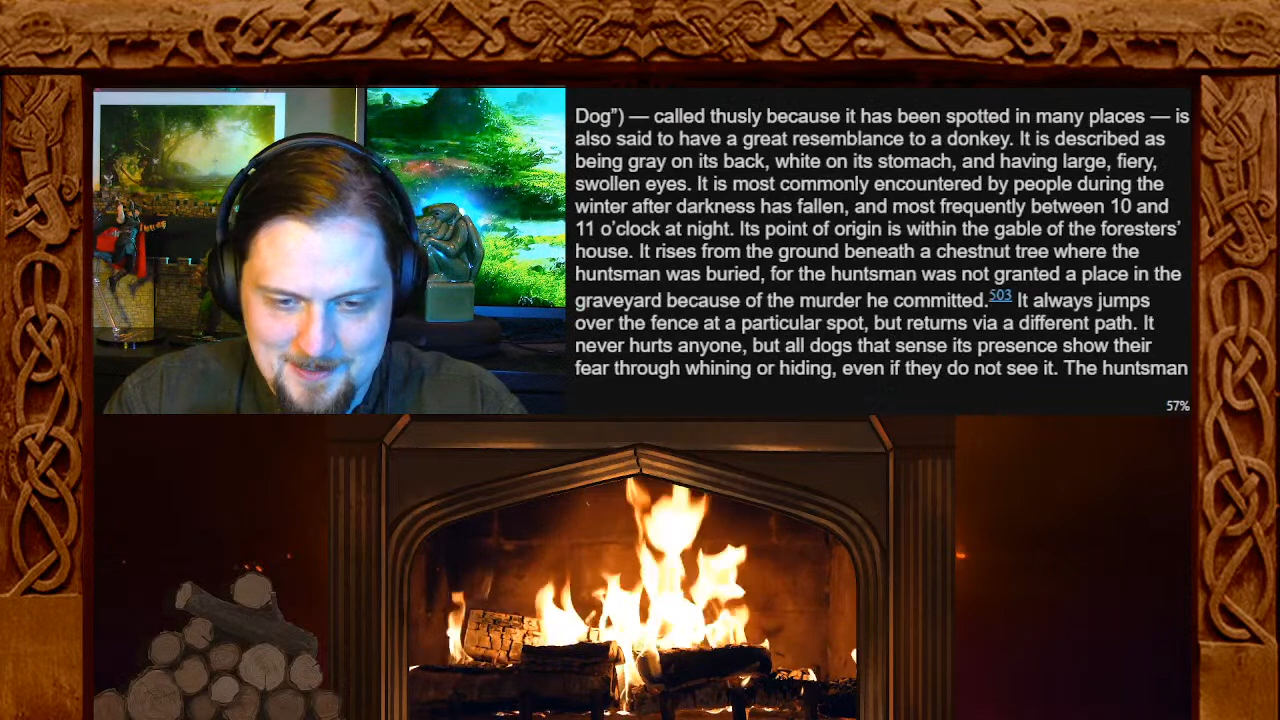 Dog”) — called thusly because it has been spotted in many places — is
also said to have a great resemblance to a donkey. It is described as
being gray on its back, white on its stomach, and having large, fiery,
swollen eyes. It is most commonly encountered by people during the
winter after darkness has fallen, and most frequently between 10 and
11 o’clock at night. Its point of origin is within the gable of the foresters’
house. It rises from the ground beneath a chestnut tree where the
huntsman was buried, for the huntsman was not granted a place in the
graveyard because of the murder he committed.503 It always jumps
over the fence at a particular spot, but returns via a different path. It
never hurts anyone, but all dogs that sense its presence show their
fear through whining or hiding, even if they do not see it. The huntsman
57%